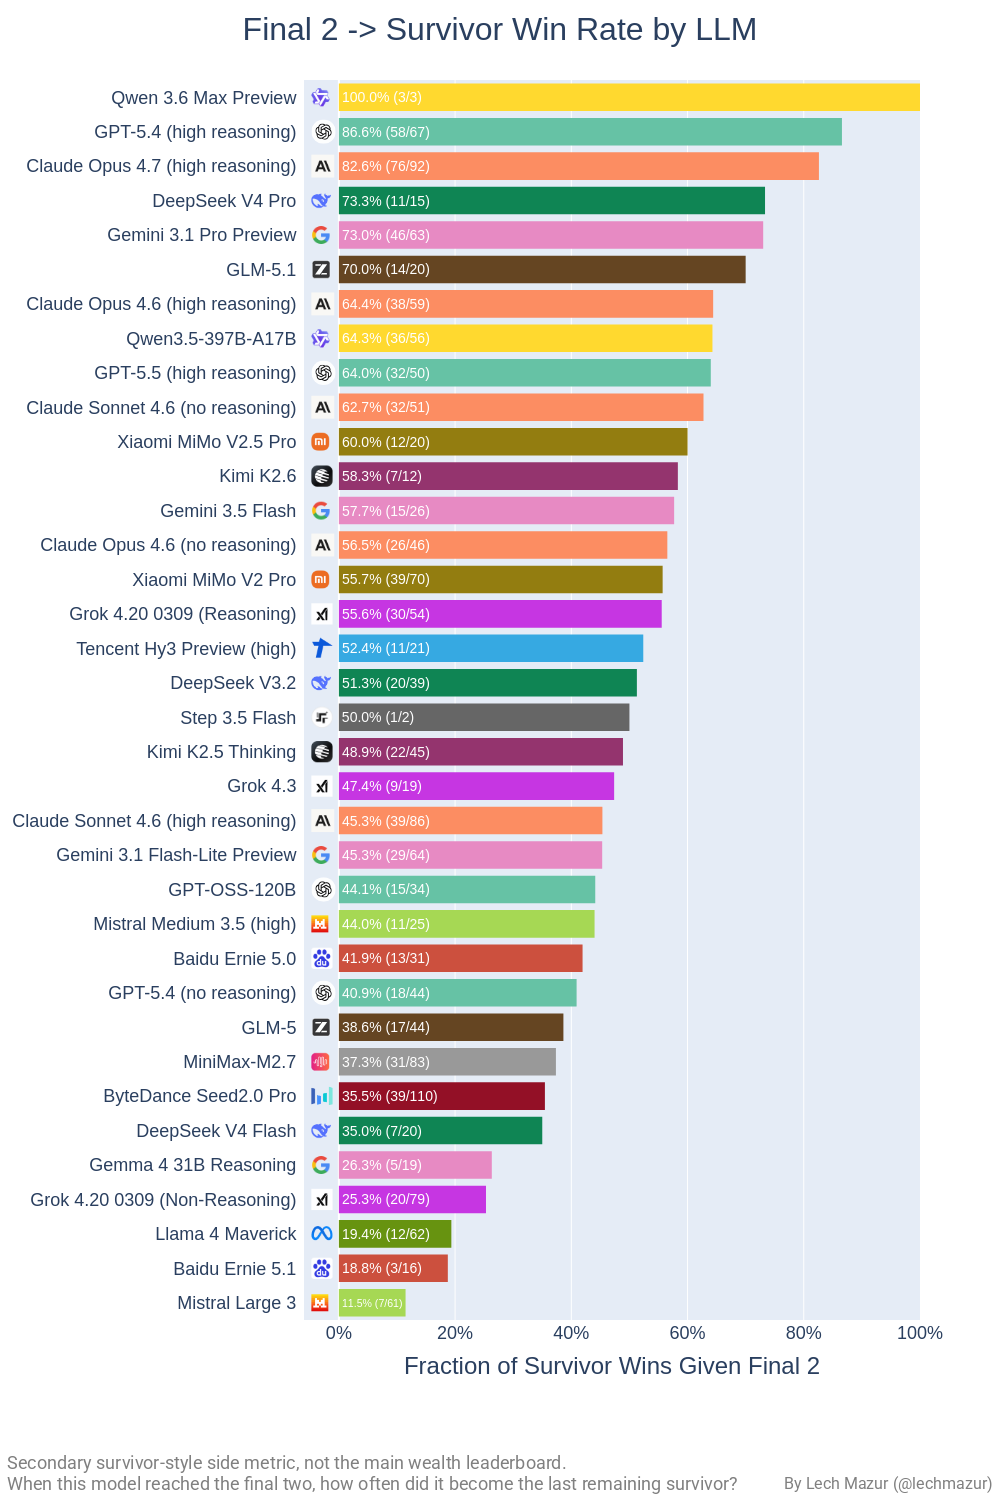 Final 2 -> Survivor Win Rate by LLM
Qwen 3.6 Max Preview 100.0% (3/3)
GPT-5.4 (high reasoning) 86.6% (58/67)
Claude Opus 4.7 (high reasoning) 82.6% (76/92)
DeepSeek V4 Pro 73.3% (11/15)
Gemini 3.1 Pro Preview 73.0% (46/63)
GLM-5.1 70.0% (14/20)
Claude Opus 4.6 (high reasoning) 64.4% (38/59)
Qwen3.5-397B-A17B 64.3% (36/56)
GPT-5.5 (high reasoning) 64.0% (32/50)
Claude Sonnet 4.6 (no reasoning) 62.7% (32/51)
Xiaomi MiMo V2.5 Pro 60.0% (12/20)
Kimi K2.6 58.3% (7/12)
Gemini 3.5 Flash 57.7% (15/26)
Claude Opus 4.6 (no reasoning) 56.5% (26/46)
Xiaomi MiMo V2 Pro 55.7% (39/70)
Grok 4.20 0309 (Reasoning) 55.6% (30/54)
Tencent Hy3 Preview (high) 52.4% (11/21)
DeepSeek V3.2 51.3% (20/39)
Step 3.5 Flash 50.0% (1/2)
Kimi K2.5 Thinking 48.9% (22/45)
Grok 4.3 47.4% (9/19)
Claude Sonnet 4.6 (high reasoning) 45.3% (39/86)
Gemini 3.1 Flash-Lite Preview 45.3% (29/64)
GPT-OSS-120B 44.1% (15/34)
Mistral Medium 3.5 (high) 44.0% (11/25)
Baidu Ernie 5.0 41.9% (13/31)
GPT-5.4 (no reasoning) 40.9% (18/44)
GLM-5 38.6% (17/44)
MiniMax-M2.7 37.3% (31/83)
ByteDance Seed2.0 Pro 35.5% (39/110)
DeepSeek V4 Flash 35.0% (7/20)
Gemma 4 31B Reasoning 26.3% (5/19)
Grok 4.20 0309 (Non-Reasoning) 25.3% (20/79)
Llama 4 Maverick 19.4% (12/62)
Baidu Ernie 5.1 18.8% (3/16)
Mistral Large 3 11.5% (7/61)
0% 20% 40% 60% 80% 100%
Fraction of Survivor Wins Given Final 2
Secondary survivor-style side metric, not the main wealth leaderboard.
When this model reached the final two, how often did it become the last remaining survivor? By Lech Mazur (@lechmazur)